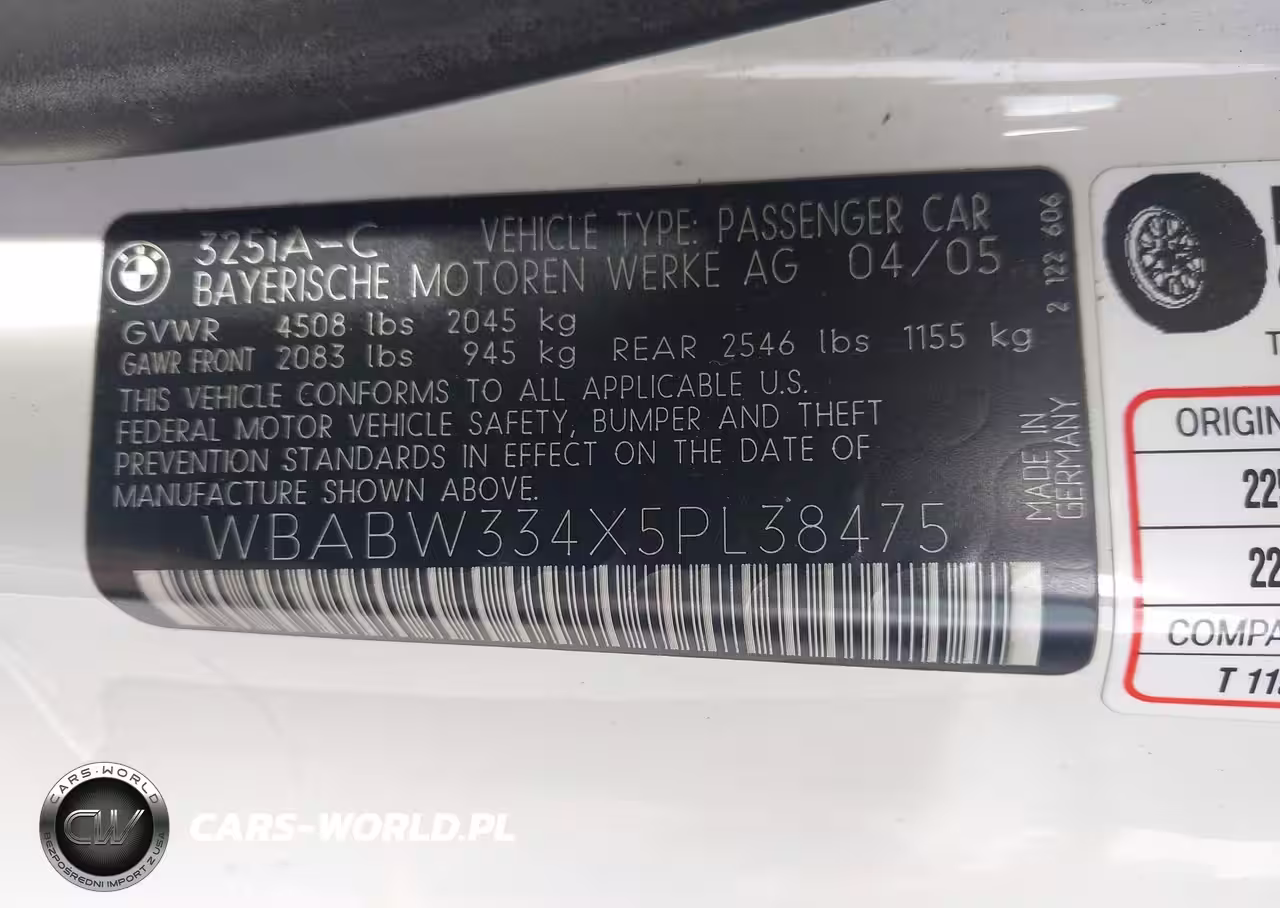 3251A-C VEHICLE TYPE: PASSENGER CAR
BAYERISCHE MOTOREN WERKE AG 04/05
GVWR 4508 lbs 2045 kg
GAWR FRONT 2083 lbs 945 kg REAR 2546 lbs 1155 kg
THIS VEHICLE CONFORMS TO ALL APPLICABLE U.S.
FEDERAL MOTOR VEHICLE SAFETY, BUMPER AND THEFT
PREVENTION STANDARDS IN EFFECT ON THE DATE OF
MANUFACTURE SHOWN ABOVE.
WBABW334X5PL38475
2 122 606
MADE IN
GERMANY
COMPA
T 11
CARS-WORLD
CW
BEZPOŚREDNI IMPORT Z USA
CARS-WORLD.PL